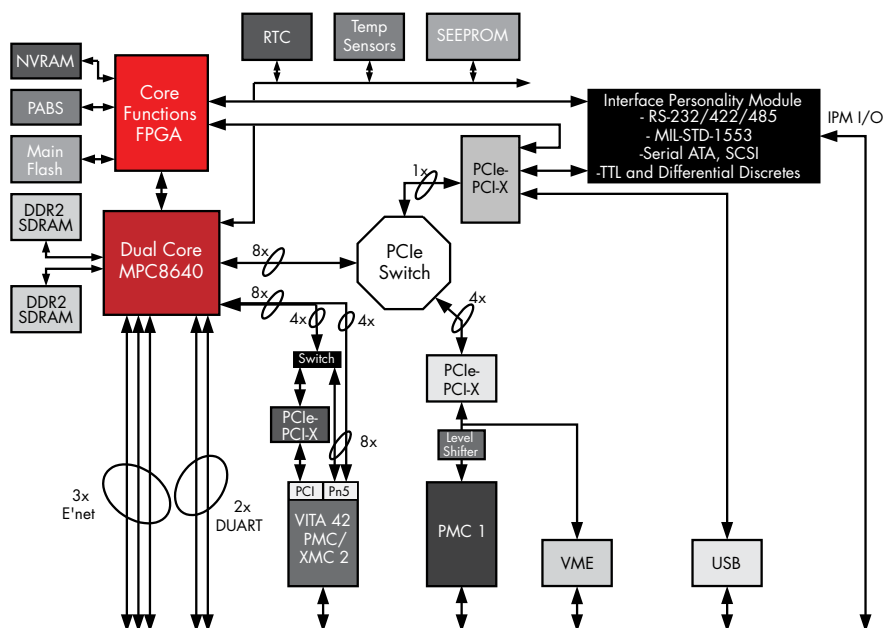 NVRAM
PABS
Main
Flash
Core
Functions
FPGA
RTC
Temp
Sensors
SEEPROM
Interface Personality Module
- RS-232/422/485
- MIL-STD-1553
-Serial ATA, SCSI
-TTL and Differential Discretes
IPM I/O
DDR2
SDRAM
DDR2
SDRAM
Dual Core
MPC8640
8x
8x
1x
PCIe-
PCI-X
PCIe
Switch
4x
4x
4x
Switch
PCIe-
PCI-X
8x
PCIe-
PCI-X
Level
Shifter
3x
E'net
2x
DUART
PCI
Pn5
VITA 42
PMC/
XMC 2
PMC 1
VME
USB